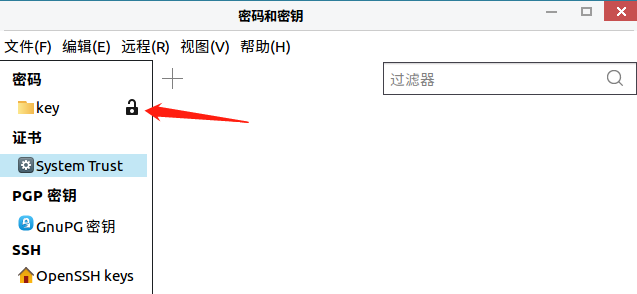 密码和密钥
文件(F) 编辑(E) 远程(R) 视图(V) 帮助(H)
密码
过滤器
key
证书
System Trust
PGP 密钥
GnuPG 密钥
SSH
OpenSSH keys